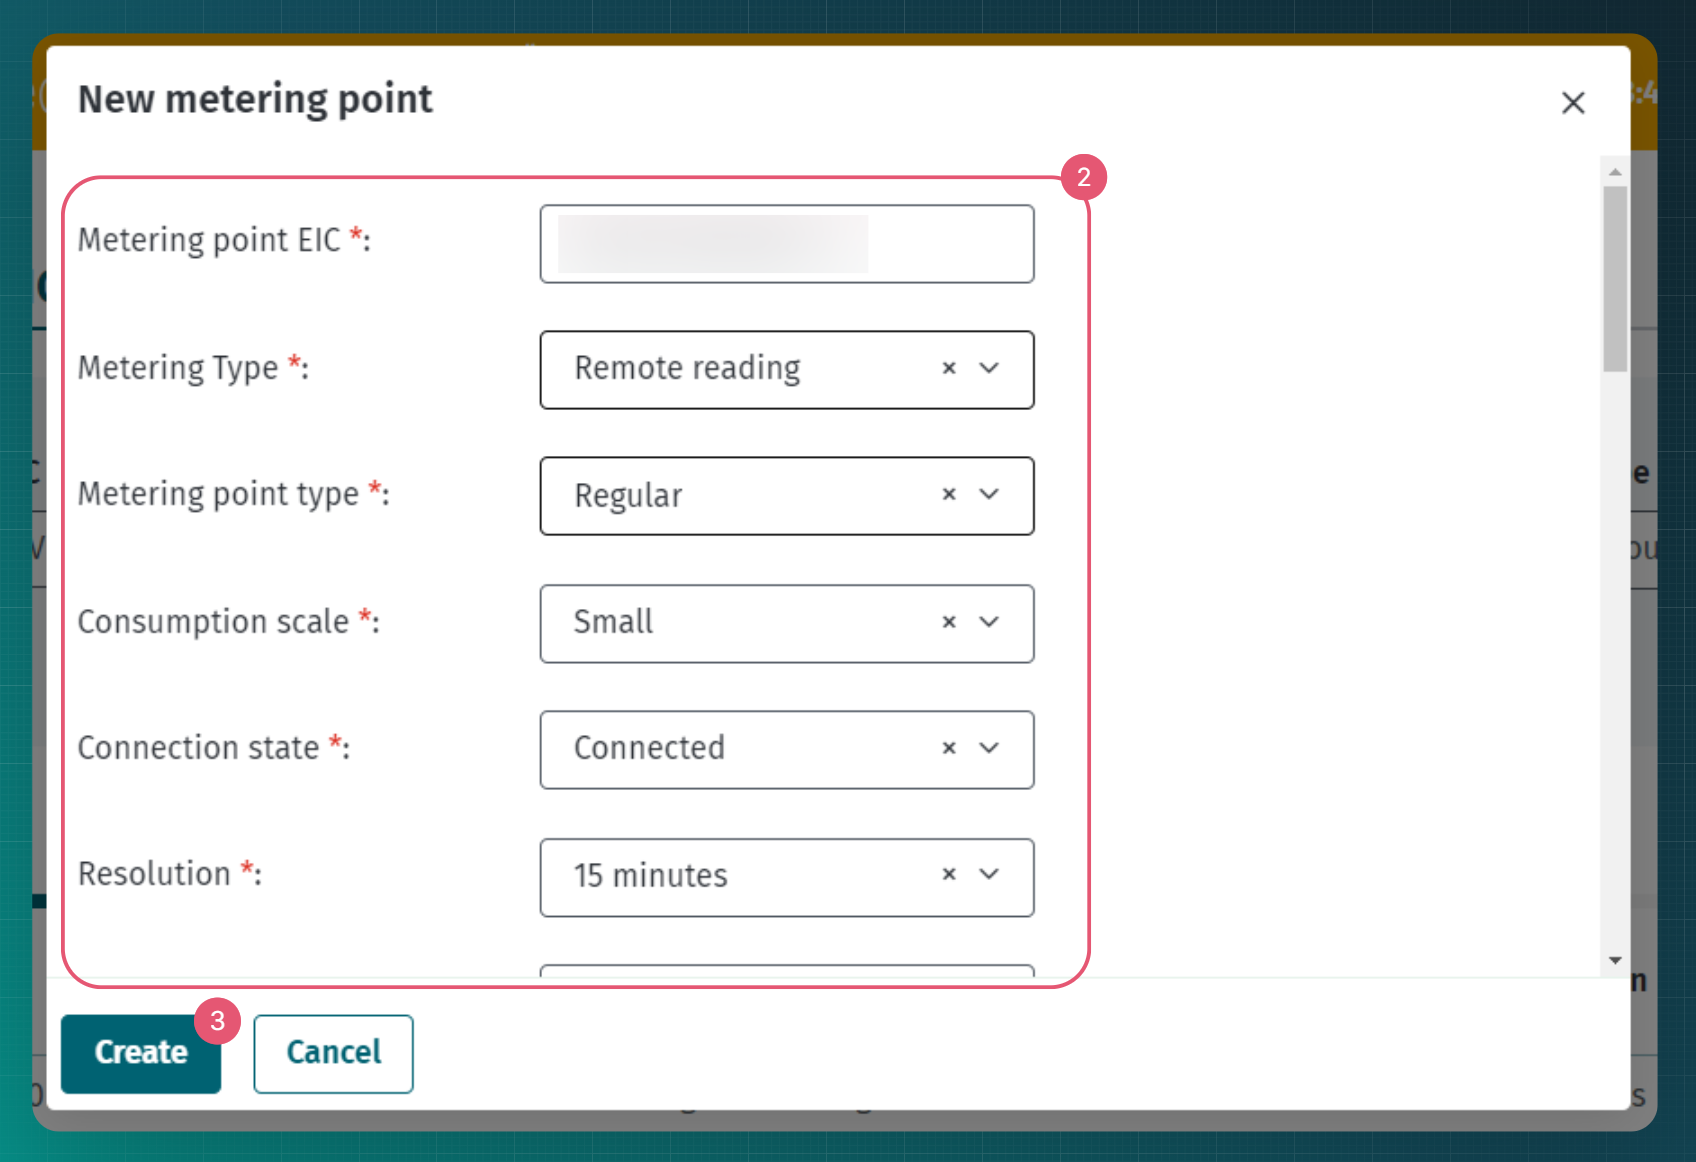 New metering point
2
Metering point EIC *:
Metering Type *: Remote reading
Metering point type *: Regular
Consumption scale *: Small
Connection state *: Connected
Resolution *: 15 minutes
3
Create Cancel